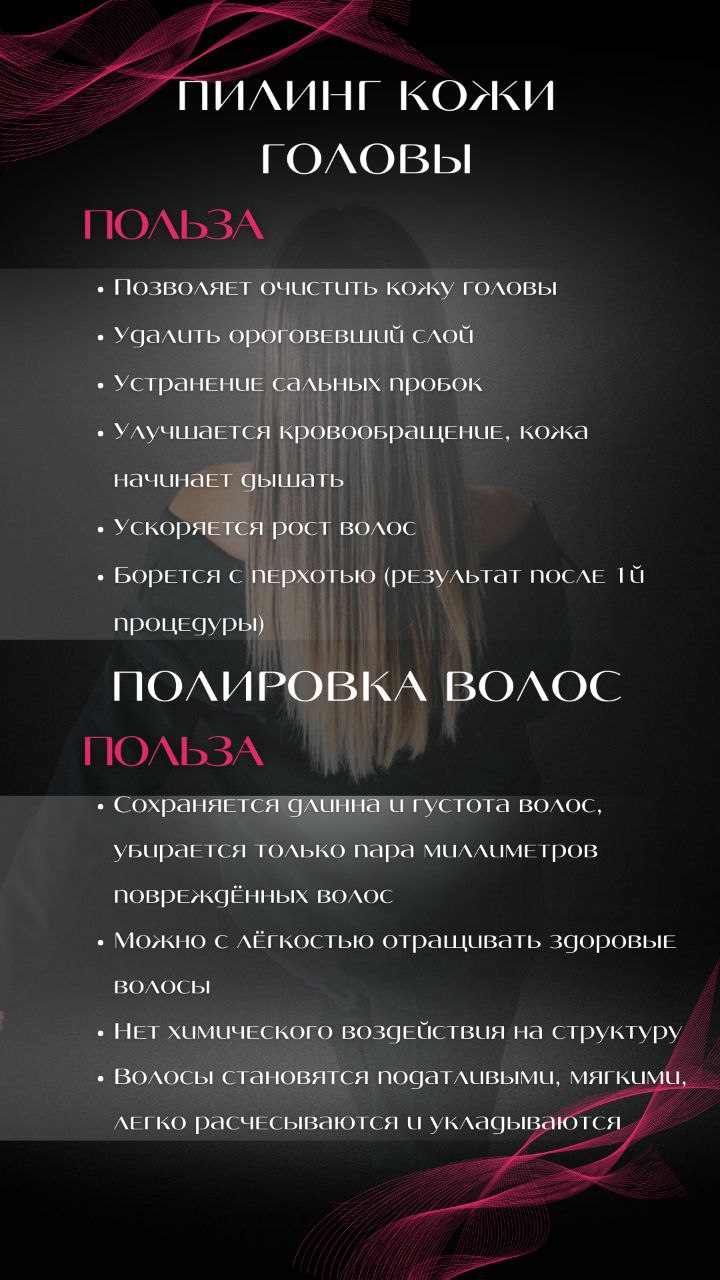 ПИЛИНГ КОЖИ
ГОЛОВЫ
ПОЛЬЗА
• Позволяет очистить кожу головы
• Удалить ороговевший слой
• Устранение сальных пробок
• Улучшается кровообращение, кожа
начинает дышать
• Ускоряется рост волос
• Борется с перхотью (результат после 1й
процедуры)
ПОЛИРОВКА ВОЛОС
ПОЛЬЗА
• Сохраняется длинна и густота волос,
убирается только пара миллиметров
повреждённых волос
• Можно с лёгкостью отращивать здоровые
волосы
• Нет химического воздействия на структуру
• Волосы становятся податливыми, мягкими,
легко расчесываются и укладываются